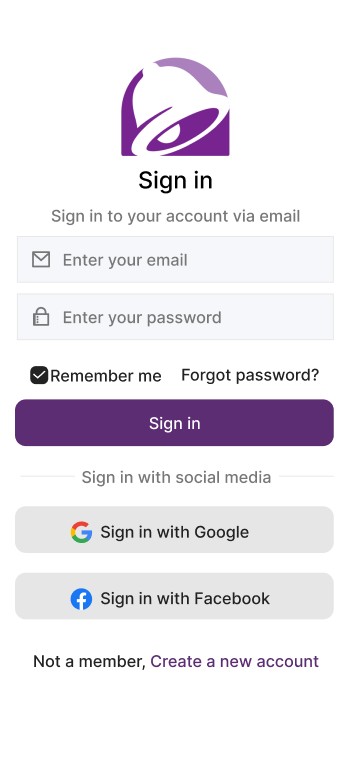 Sign in
Sign in to your account via email
Enter your email
Enter your password
Remember me Forgot password?
Sign in
Sign in with social media
Sign in with Google
Sign in with Facebook
Not a member, Create a new account